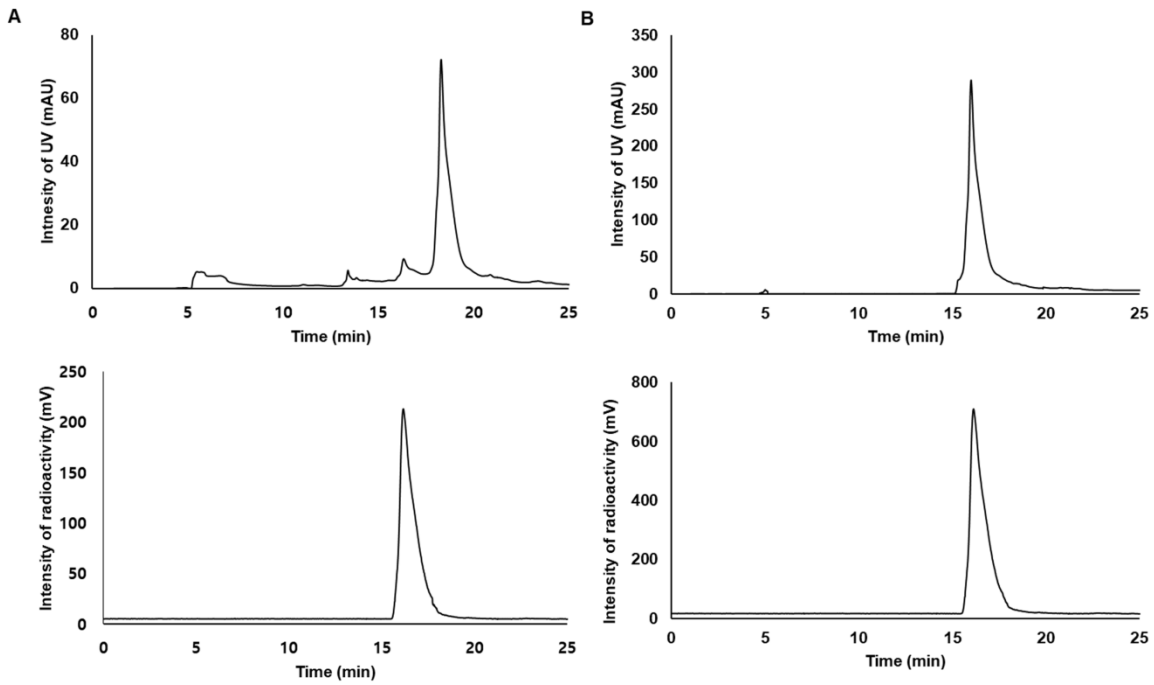 A
80
60
40
20
0
Intnesity of UV (mAU)
0 5 10 15 20 25
Time (min)
250
200
150
100
50
0
Intensity of radioactivity (mV)
0 5 10 15 20 25
Time (min)
B
350
300
250
200
150
100
50
0
Intensity of UV (mAU)
0 5 10 15 20 25
Tme (min)
800
600
400
200
0
Intensity of radioactivity (mV)
0 5 10 15 20 25
Time (min)